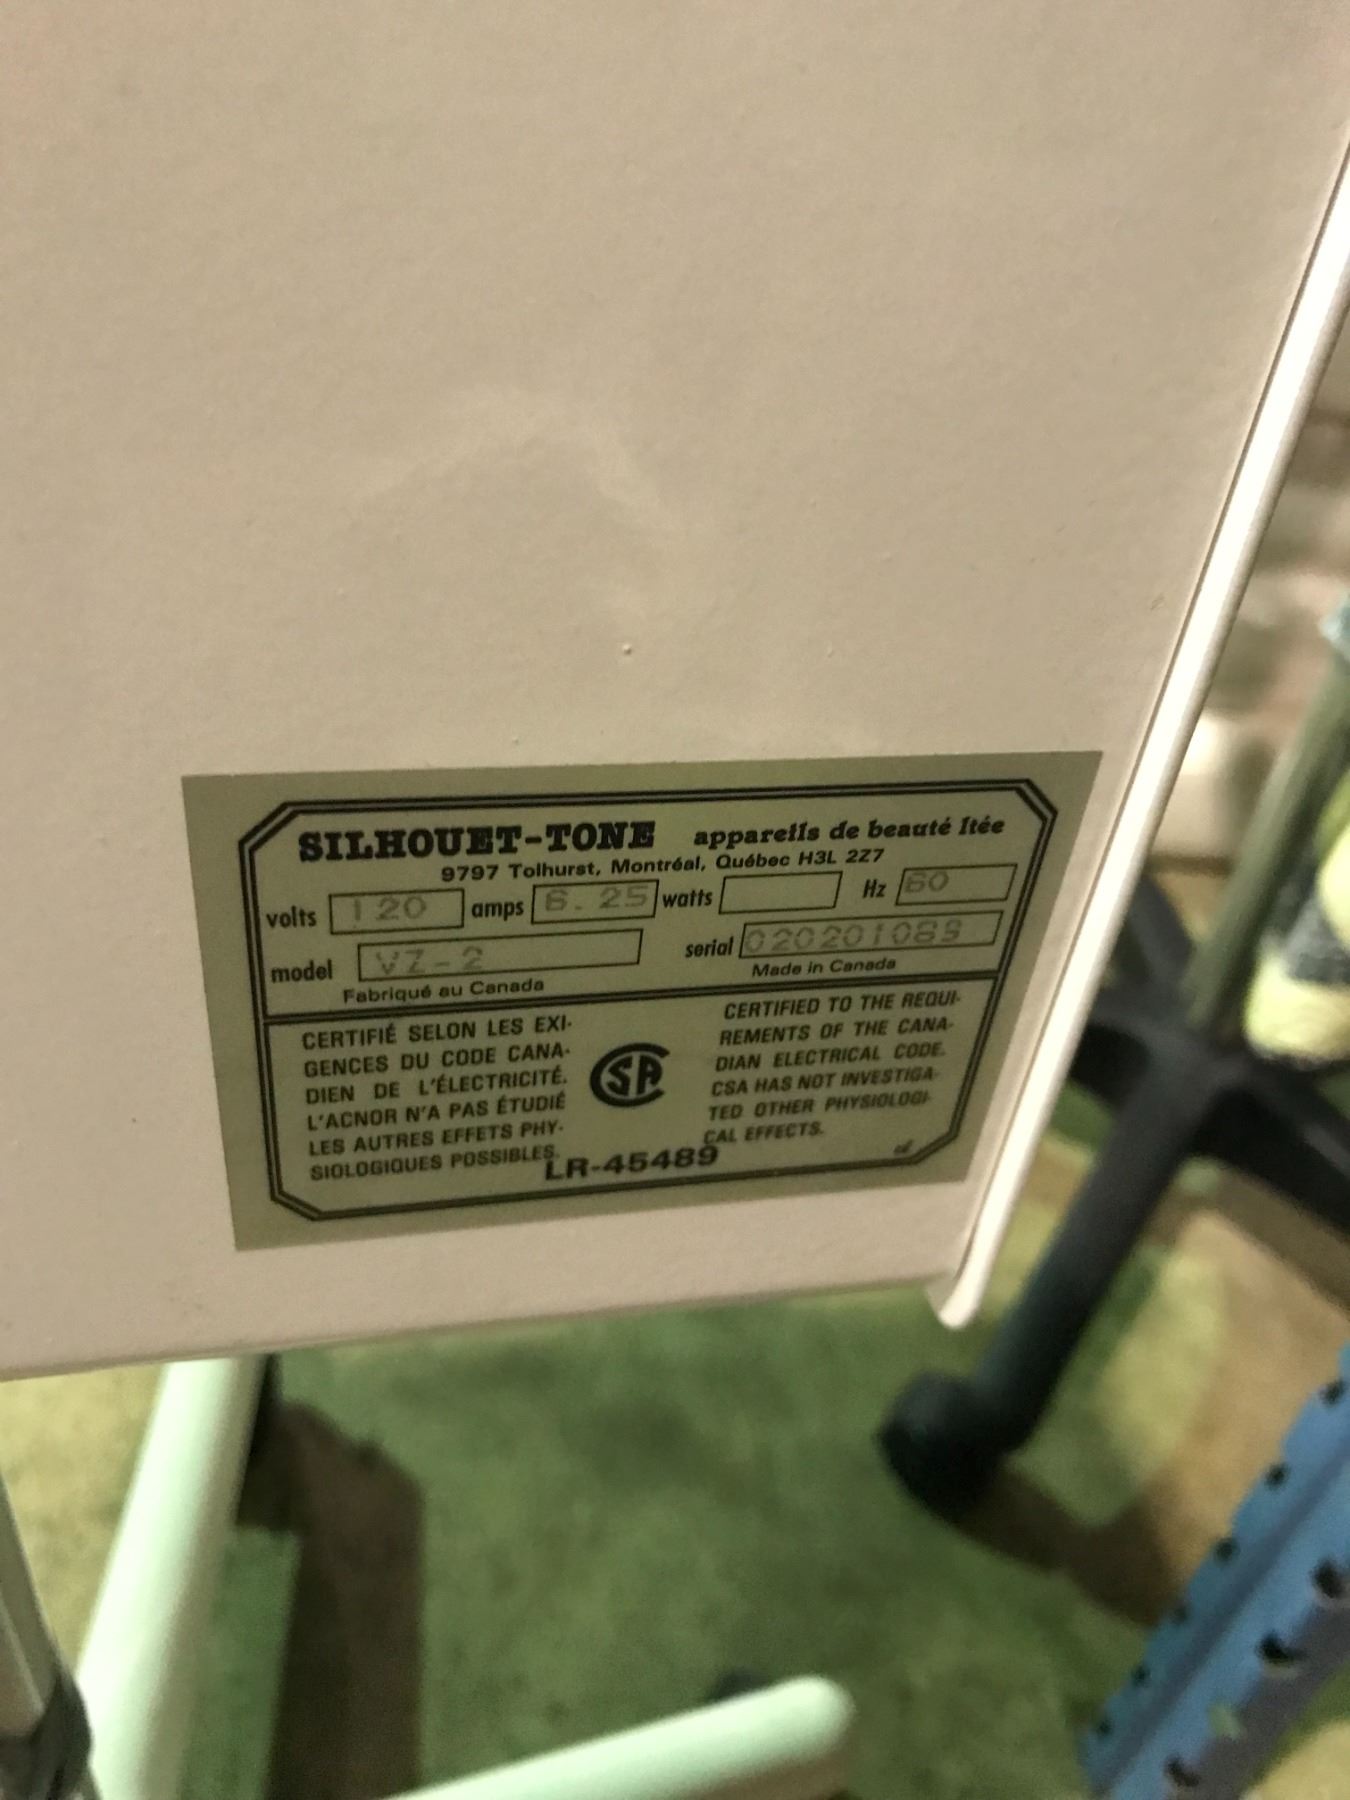 SILHOUET-TONE appareils de beauté ltée
9797 Tolhurst, Montréal, Québec H3L 2Z7
volts 120 amps 6.25 watts Hz 60
model VZ-2 serial 020201089
Fabriqué au Canada Made in Canada
CERTIFIÉ SELON LES EXI-
GENCES DU CODE CANA-
DIEN DE L'ÉLECTRICITÉ.
L'ACNOR N'A PAS ÉTUDIÉ
LES AUTRES EFFETS PHY-
SIOLOGIQUES POSSIBLES.
CERTIFIED TO THE REQUI-
REMENTS OF THE CANA-
DIAN ELECTRICAL CODE.
CSA HAS NOT INVESTIGA-
TED OTHER PHYSIOLOGI-
CAL EFFECTS.
LR-45489